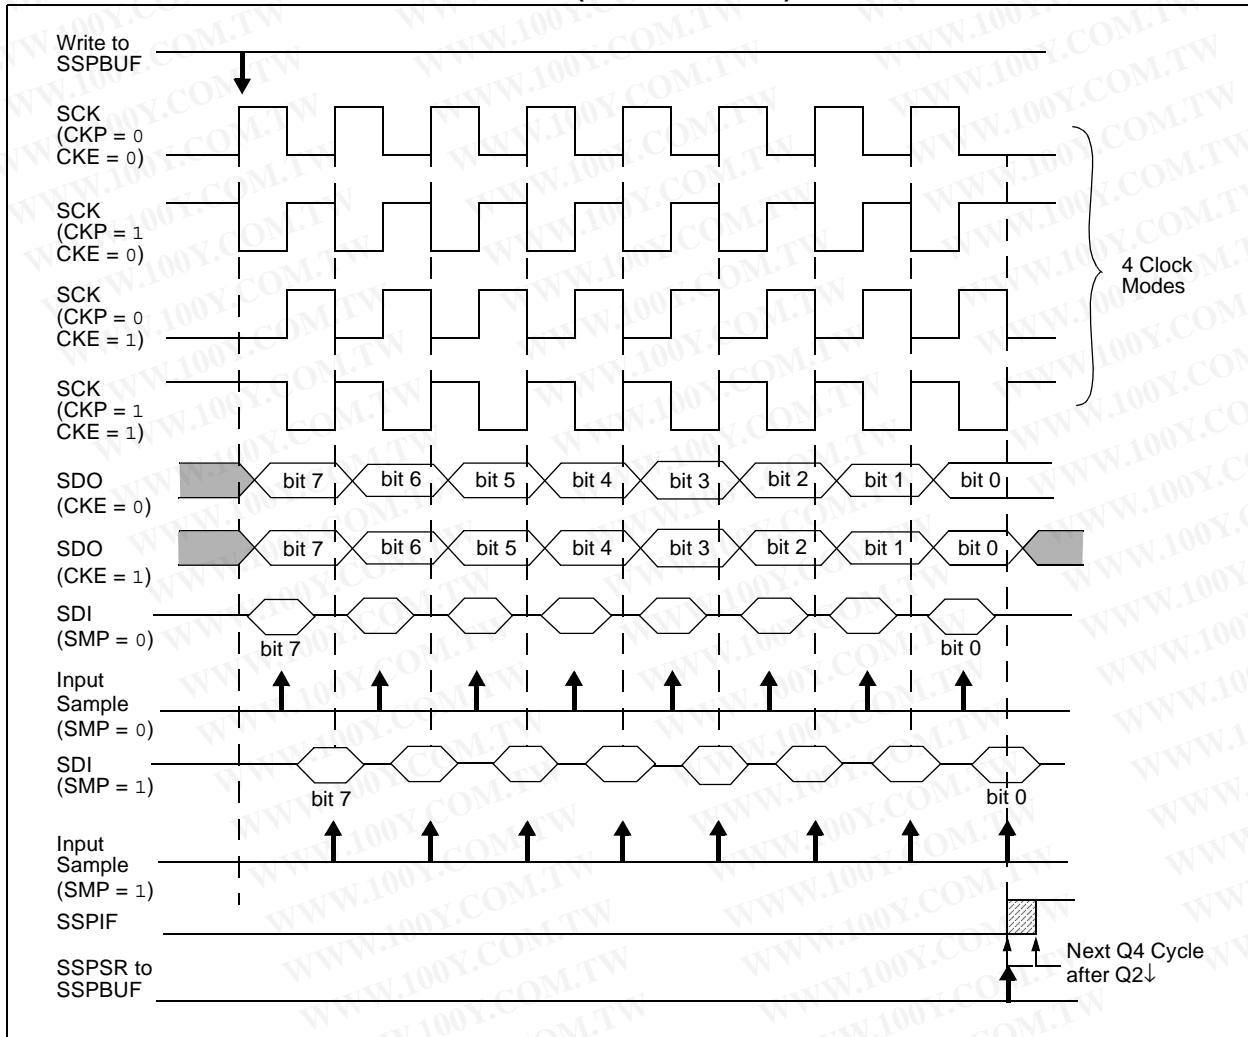 Write to
SSPBUF
SCK
(CKP = 0
CKE = 0)
SCK
(CKP = 1
CKE = 0)
SCK
(CKP = 0
CKE = 1)
SCK
(CKP = 1
CKE = 1)
4 Clock
Modes
SDO
(CKE = 0)
bit 7 bit 6 bit 5 bit 4 bit 3 bit 2 bit 1 bit 0
SDO
(CKE = 1)
bit 7 bit 6 bit 5 bit 4 bit 3 bit 2 bit 1 bit 0
SDI
(SMP = 0)
bit 7 bit 0
Input
Sample
(SMP = 0)
SDI
(SMP = 1)
bit 7 bit 0
Input
Sample
(SMP = 1)
SSPIF
Next Q4 Cycle
after Q2↓
SSPSR to
SSPBUF
WWW.100Y.COM.TW